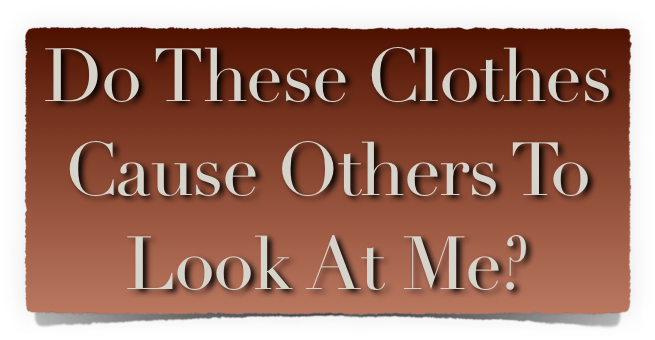 Do These Clothes
Cause Others To
Look At Me?